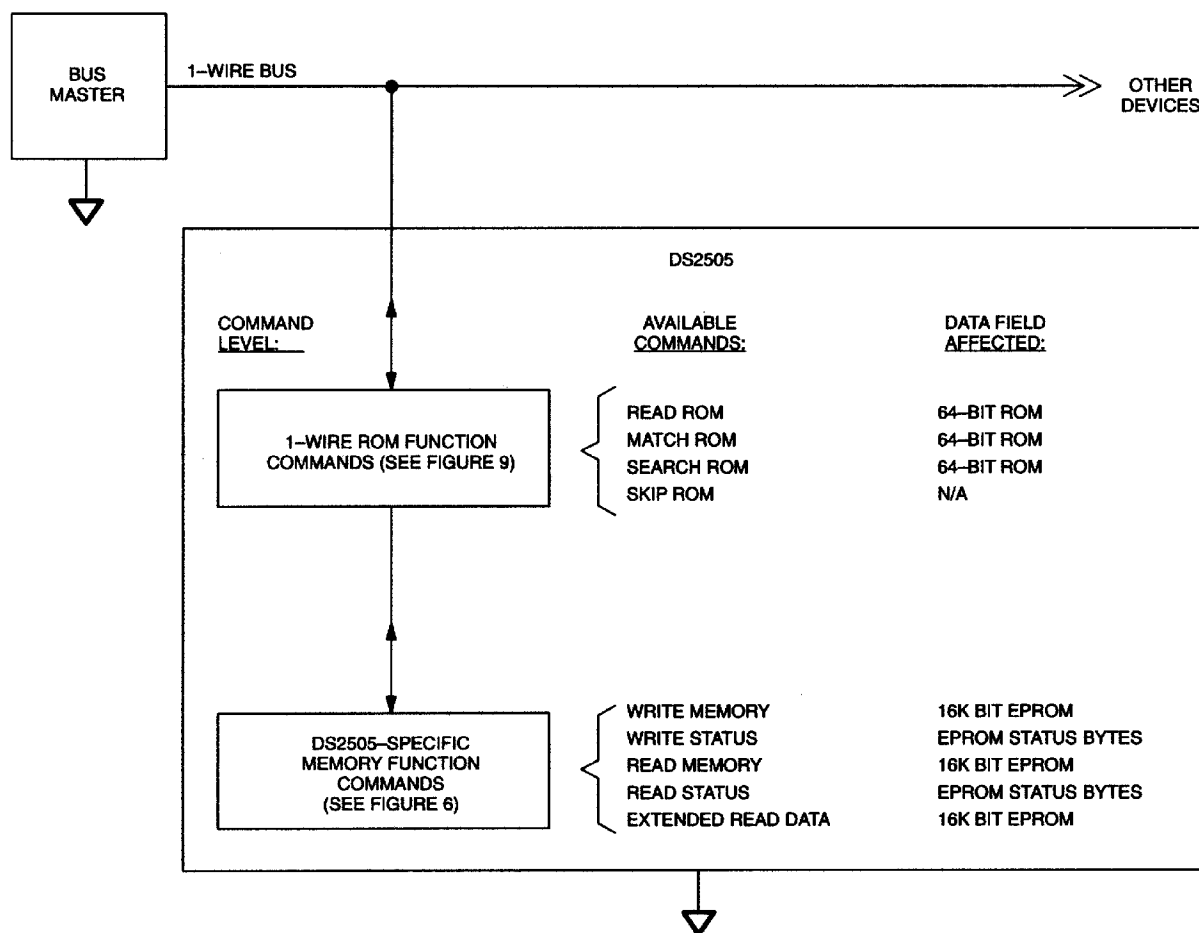 BUS
MASTER
1–WIRE BUS
OTHER
DEVICES
DS2505
COMMAND
LEVEL:
AVAILABLE
COMMANDS:
DATA FIELD
AFFECTED:
1–WIRE ROM FUNCTION
COMMANDS (SEE FIGURE 9)
READ ROM
64–BIT ROM
MATCH ROM
64–BIT ROM
SEARCH ROM
64–BIT ROM
SKIP ROM
N/A
DS2505–SPECIFIC
MEMORY FUNCTION
COMMANDS
(SEE FIGURE 6)
WRITE MEMORY
16K BIT EPROM
WRITE STATUS
EPROM STATUS BYTES
READ MEMORY
16K BIT EPROM
READ STATUS
EPROM STATUS BYTES
EXTENDED READ DATA
16K BIT EPROM